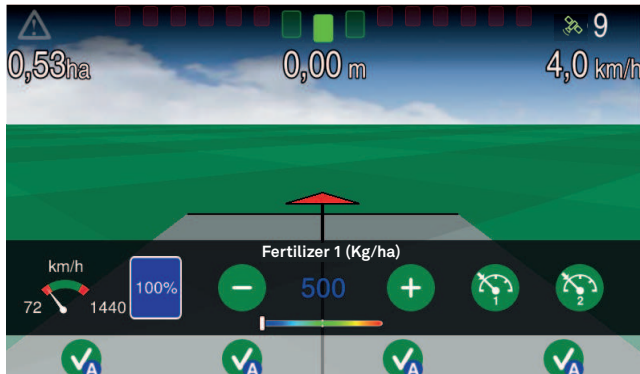 9
0,53ha 0,00 m 4,0 km/h
Fertilizer 1 (Kg/ha)
km/h
100% 500
72 1440 1 2
A A A A